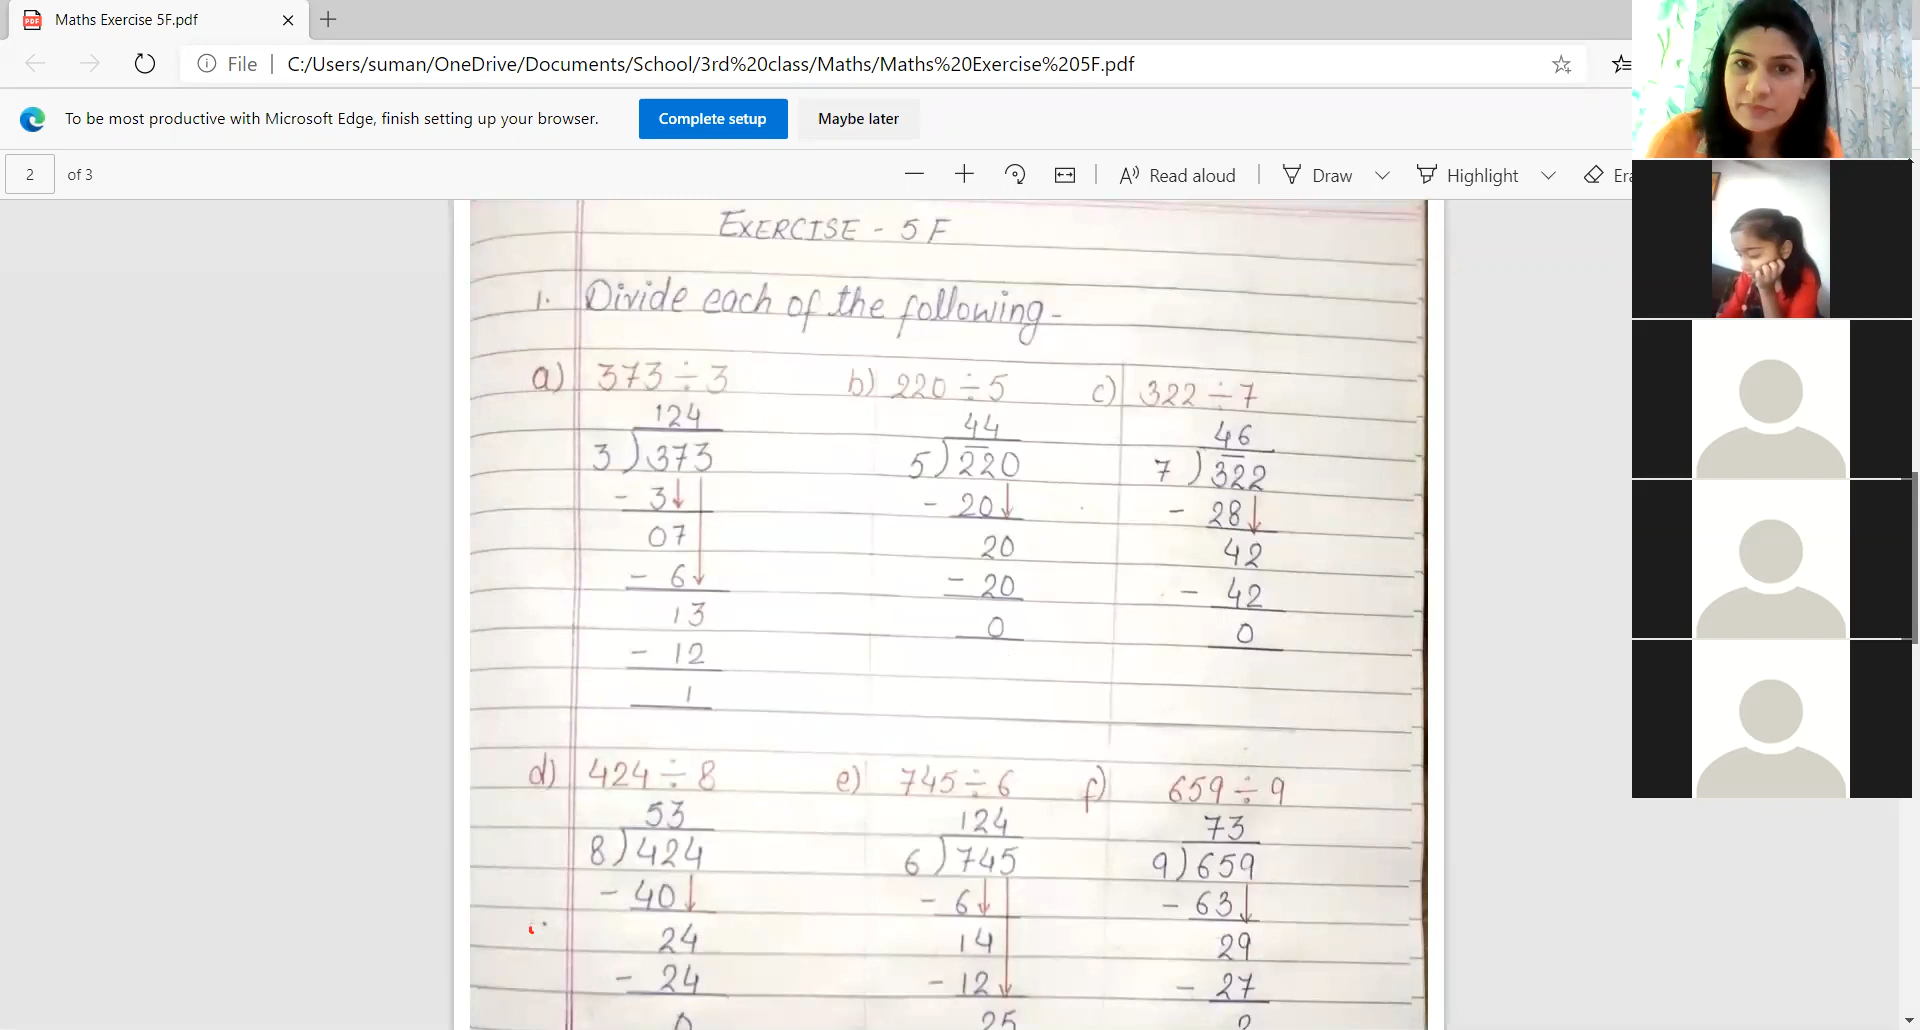 Maths Exercise 5F.pdf
File C:/Users/suman/OneDrive/Documents/School/3rd%20class/Maths/Maths%20Exercise%205F.pdf
To be most productive with Microsoft Edge, finish setting up your browser. Complete setup Maybe later
2 of 3 Read aloud Draw Highlight Era
EXERCISE - 5F
1. Divide each of the following-
a) 373 ÷ 3 b) 220 ÷ 5 c) 322 ÷ 7
124 44 46
3)373 5)220 7)322
- 3↓ - 20↓ - 28↓
07 20 42
- 6↓ - 20 - 42
13 0 0
- 12
1
d) 424 ÷ 8 e) 745 ÷ 6 f) 659 ÷ 9
53 124 73
8)424 6)745 9)659
- 40↓ - 6↓ - 63↓
24 14 29
- 24 - 12↓ - 27
0 25 2